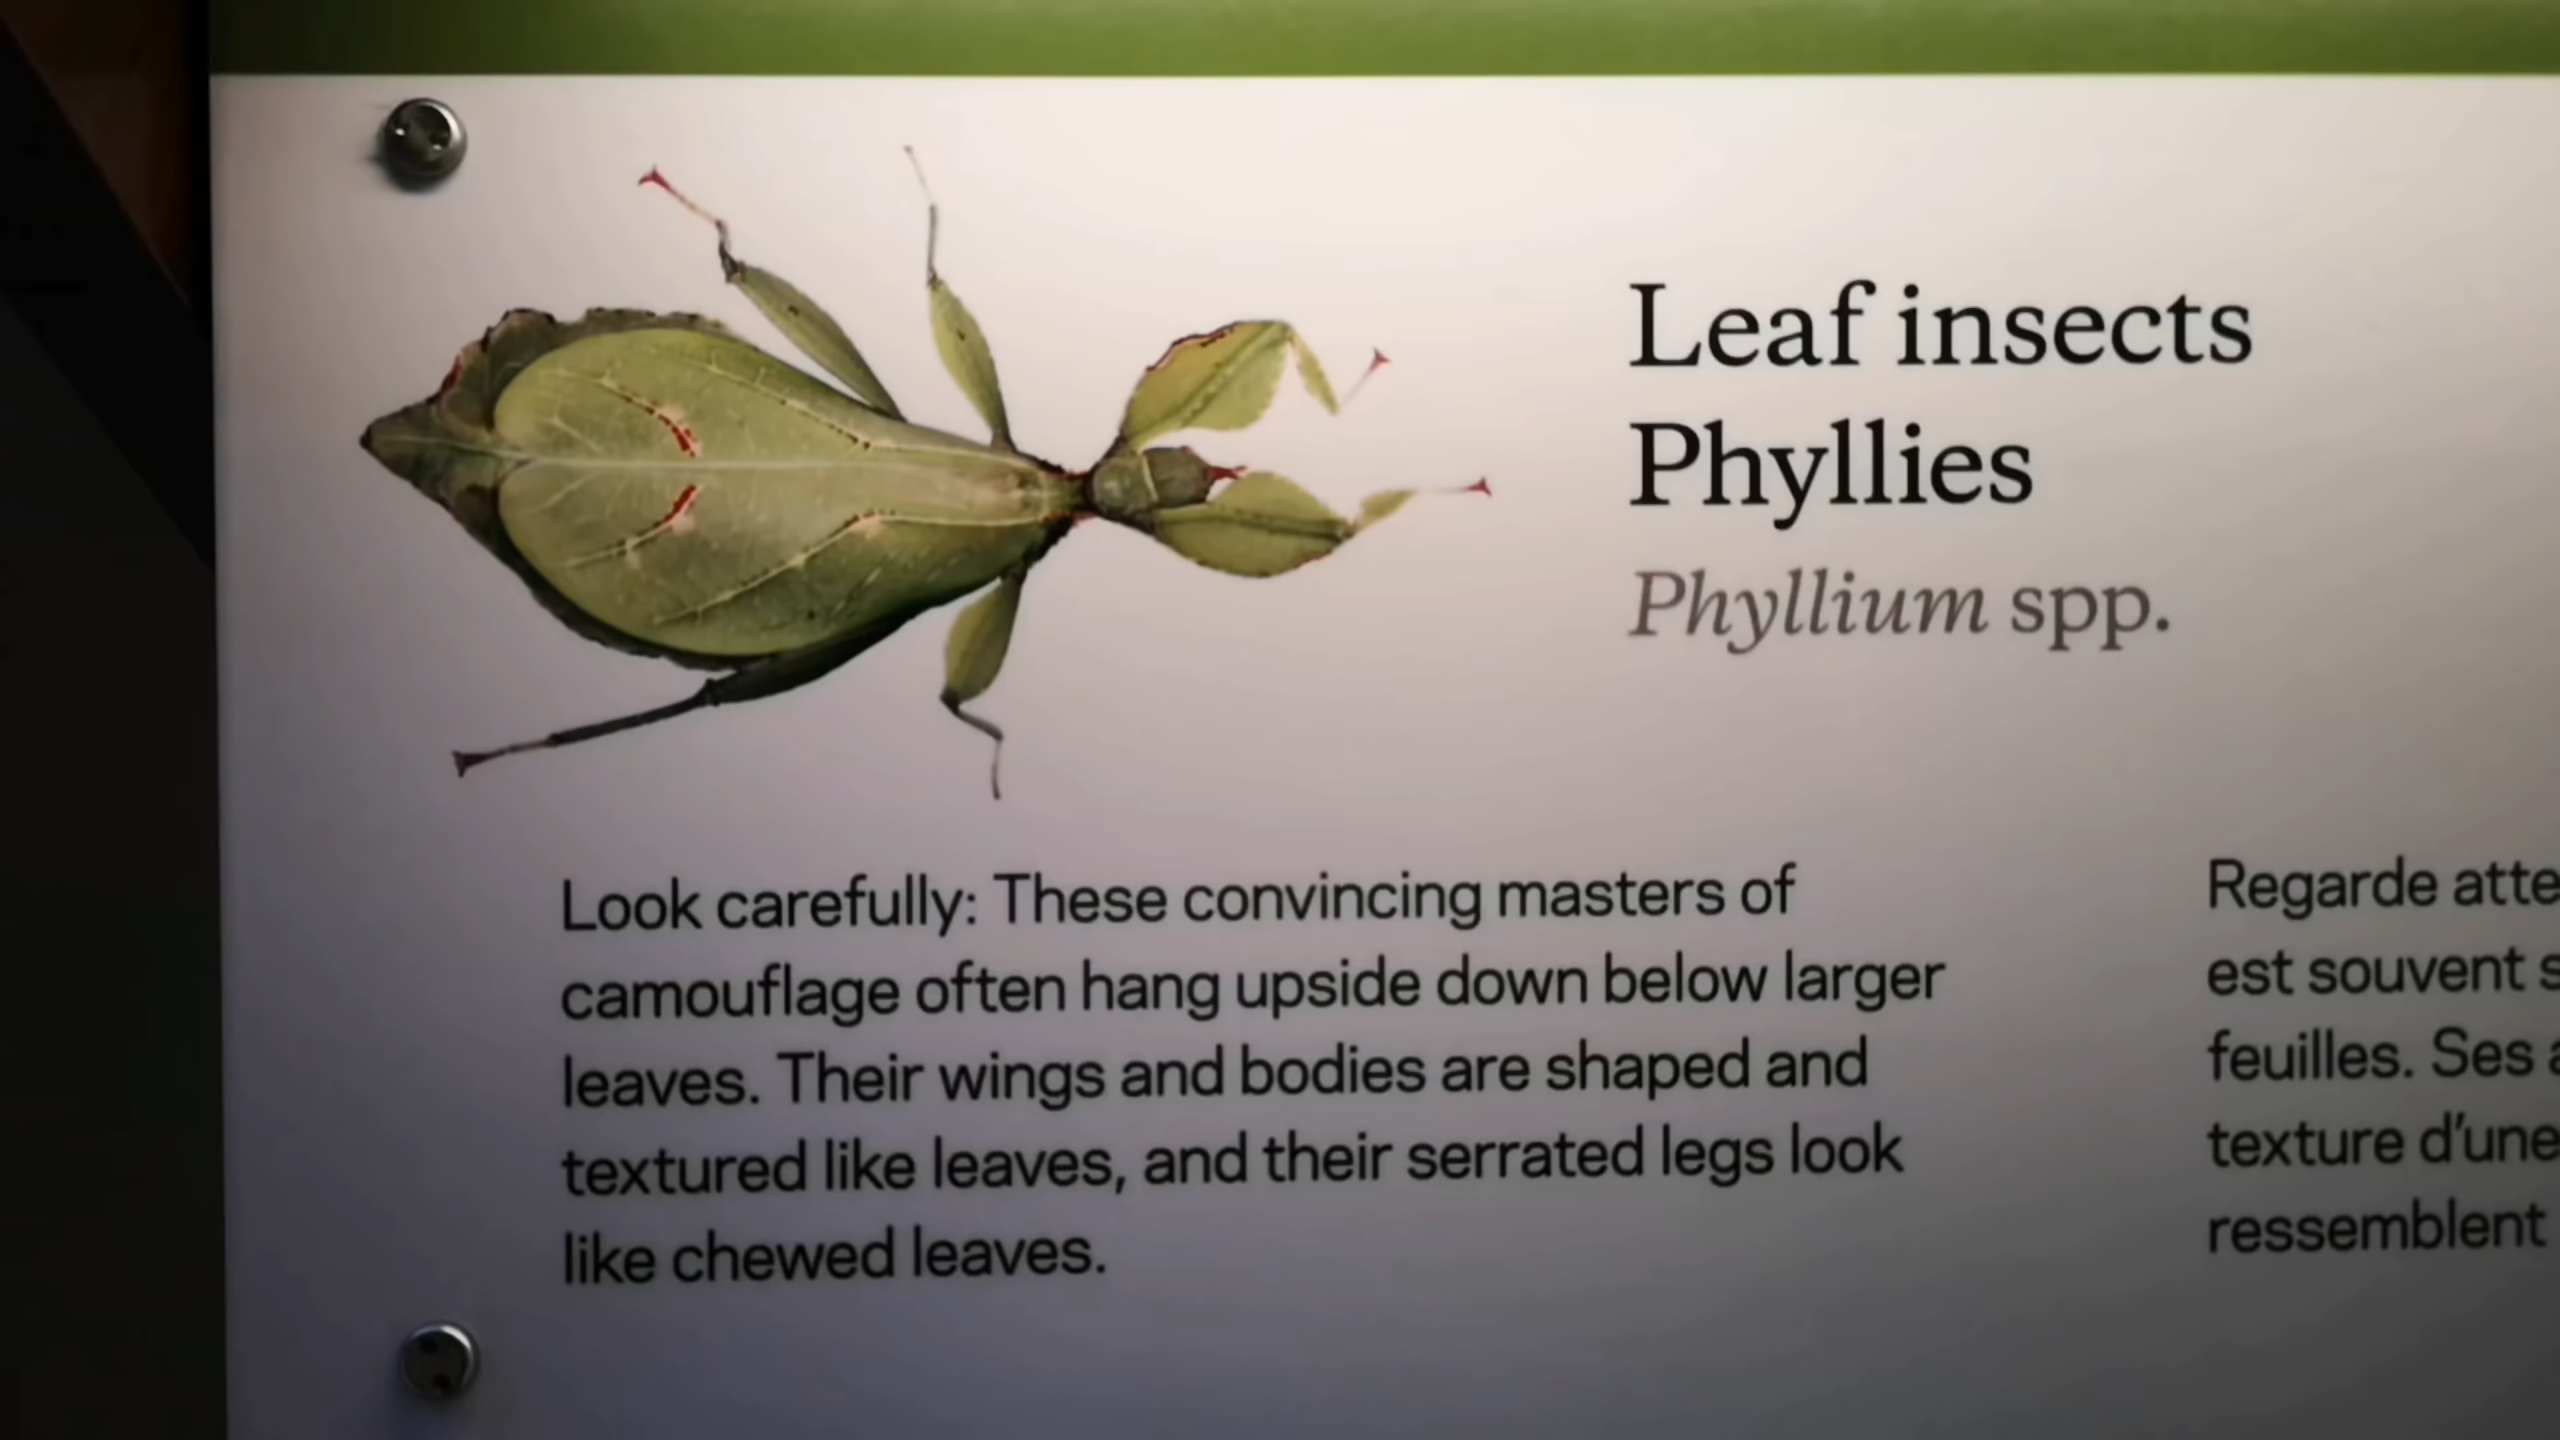 Leaf insects
Phyllies
Phyllium spp.
Look carefully: These convincing masters of
camouflage often hang upside down below larger
leaves. Their wings and bodies are shaped and
textured like leaves, and their serrated legs look
like chewed leaves.
Regarde
est souvent
feuilles. Ses
texture d'une
ressemblent